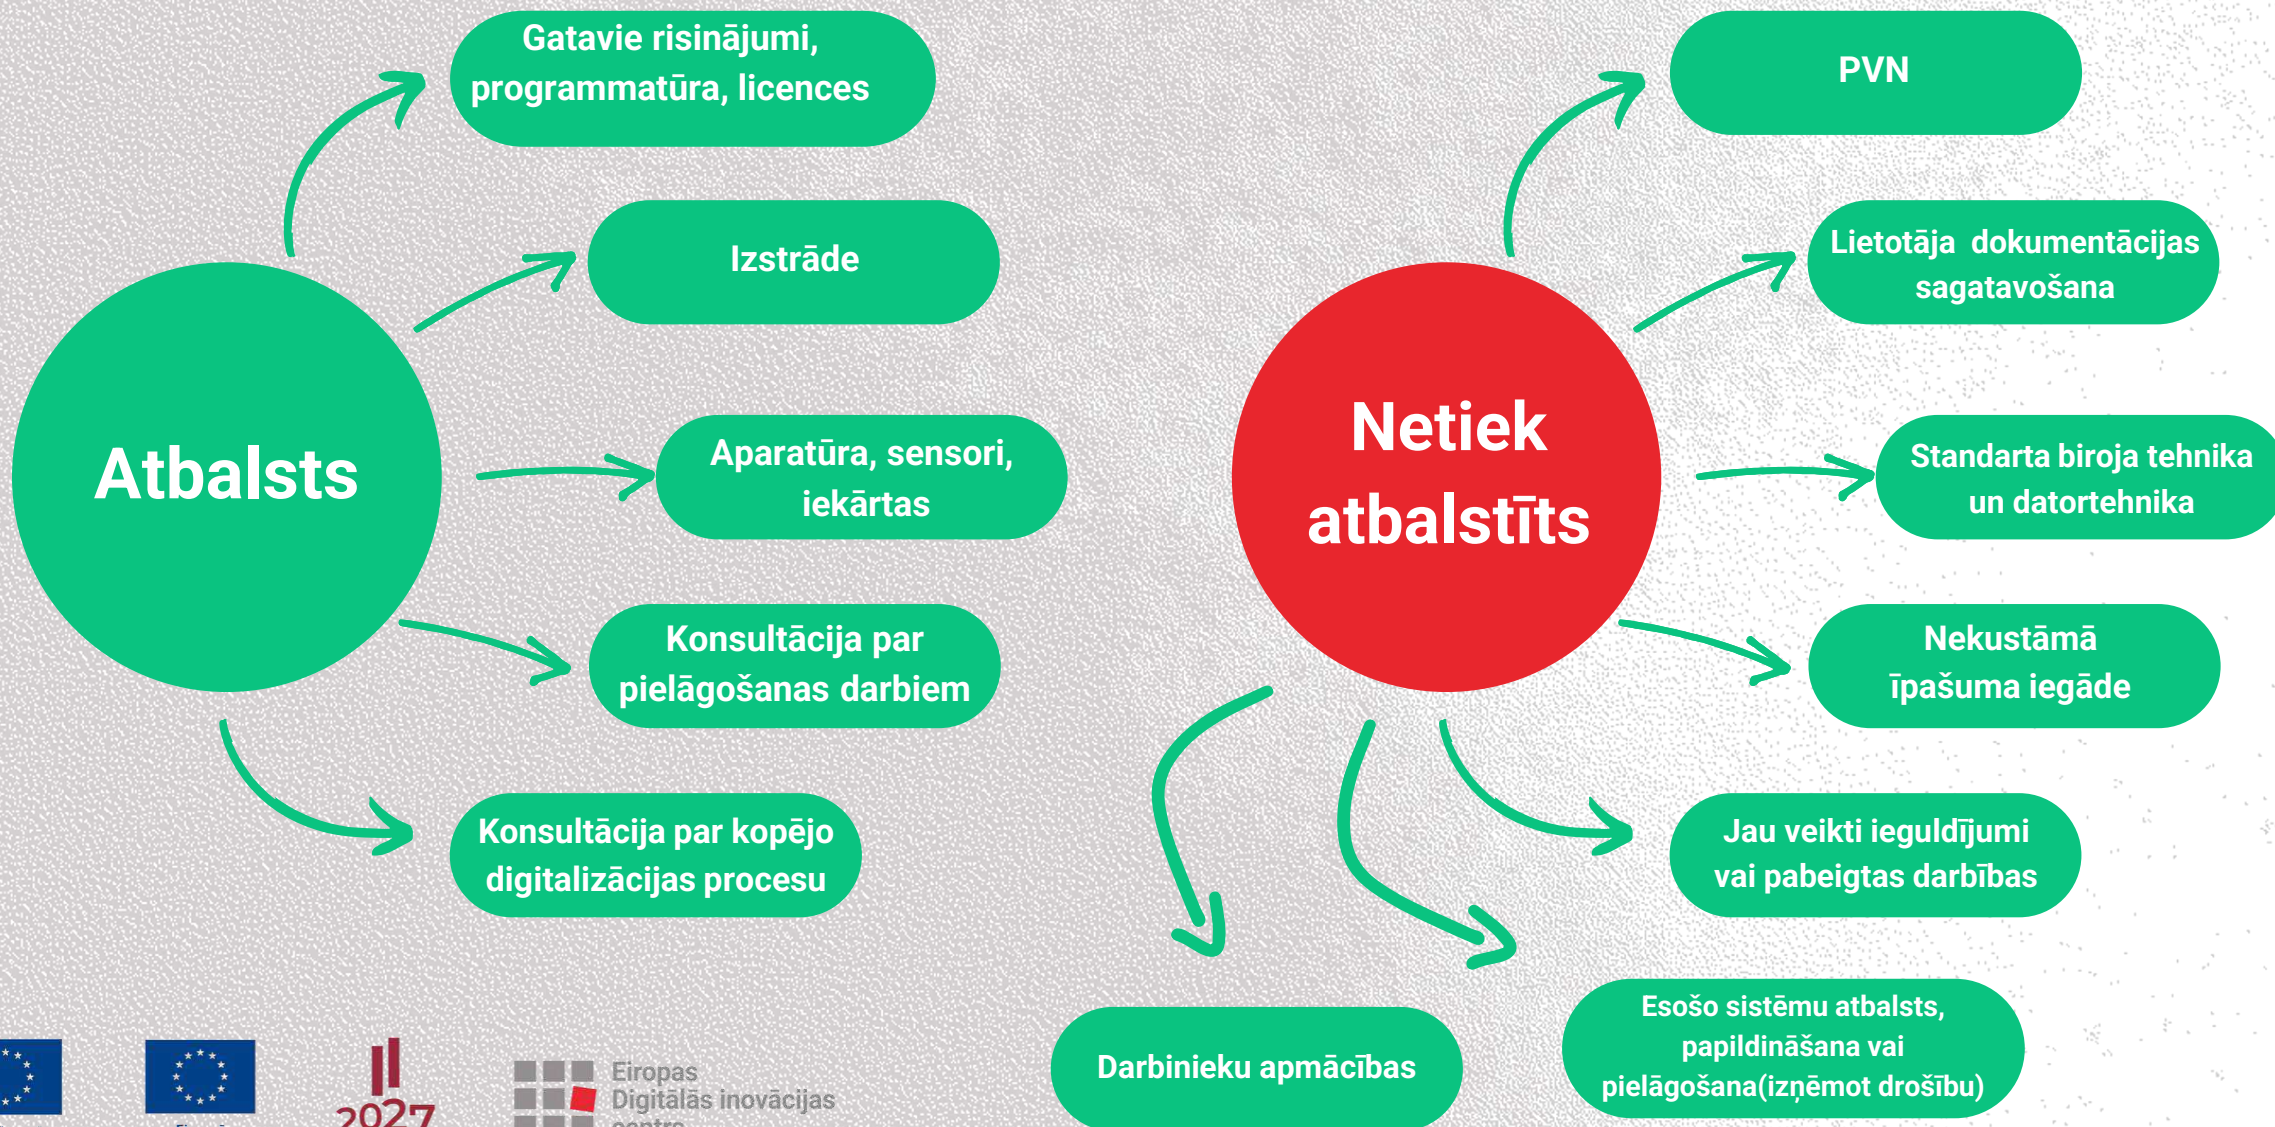 Atbalsts
Gatavie risinājumi,
programmatūra, licences
Izstrāde
Aparatūra, sensori,
iekārtas
Konsultācija par
pielāgošanas darbiem
Konsultācija par kopējo
digitalizācijas procesu
Netiek
atbalstīts
PVN
Lietotāja dokumentācijas
sagatavošana
Standarta biroja tehnika
un datortehnika
Nekustāmā
īpašuma iegāde
Jau veikti ieguldījumi
vai pabeigtas darbības
Esošo sistēmu atbalsts,
papildināšana vai
pielāgošana(izņēmot drošību)
Darbinieku apmācības
2027
Eiropas
Digitālās inovācijas